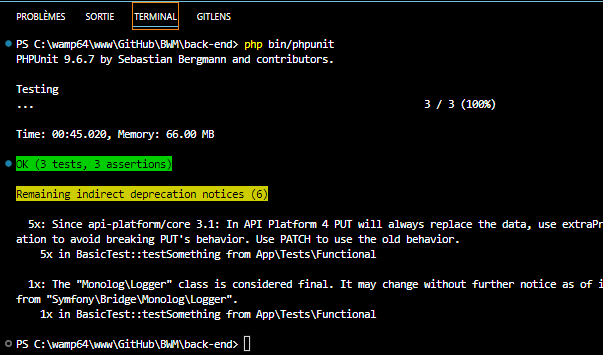 PROBLÈMES SORTIE TERMINAL GITLENS
PS C:\wamp64\www\GitHub\BWM\back-end> php bin/phpunit
PHPUnit 9.6.7 by Sebastian Bergmann and contributors.
Testing
... 3 / 3 (100%)
Time: 00:45.020, Memory: 66.00 MB
OK (3 tests, 3 assertions)
Remaining indirect deprecation notices (6)
5x: Since api-platform/core 3.1: In API Platform 4 PUT will always replace the data, use extraPr
ation to avoid breaking PUT's behavior. Use PATCH to use the old behavior.
5x in BasicTest::testSomething from App\Tests\Functional
1x: The "Monolog\Logger" class is considered final. It may change without further notice as of i
from "Symfony\Bridge\Monolog\Logger".
1x in BasicTest::testSomething from App\Tests\Functional
PS C:\wamp64\www\GitHub\BWM\back-end>